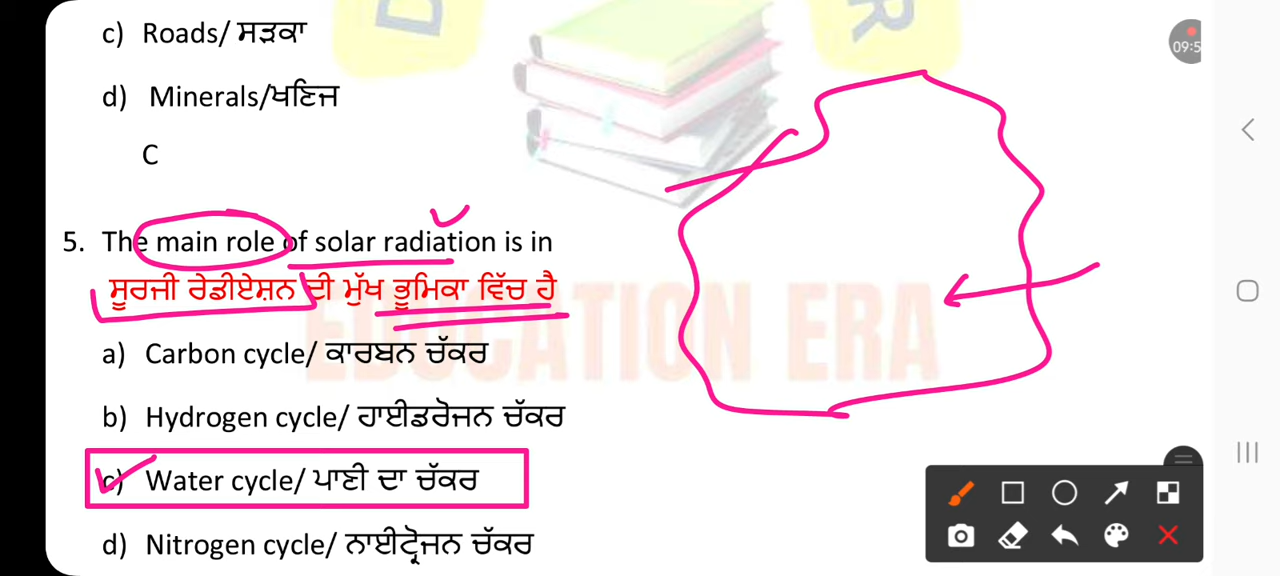 c) Roads/ ਸੜਕਾ
d) Minerals/ਖਣਿਜ
C
5. The main role of solar radiation is in
ਸੂਰਜੀ ਰੇਡੀਏਸ਼ਨ ਦੀ ਮੁੱਖ ਭੂਮਿਕਾ ਵਿੱਚ ਹੈ
a) Carbon cycle/ ਕਾਰਬਨ ਚੱਕਰ
b) Hydrogen cycle/ ਹਾਈਡਰੋਜਨ ਚੱਕਰ
c) Water cycle/ ਪਾਣੀ ਦਾ ਚੱਕਰ
d) Nitrogen cycle/ ਨਾਈਟ੍ਰੋਜਨ ਚੱਕਰ
D
R
EDUCATION ERA
09:5